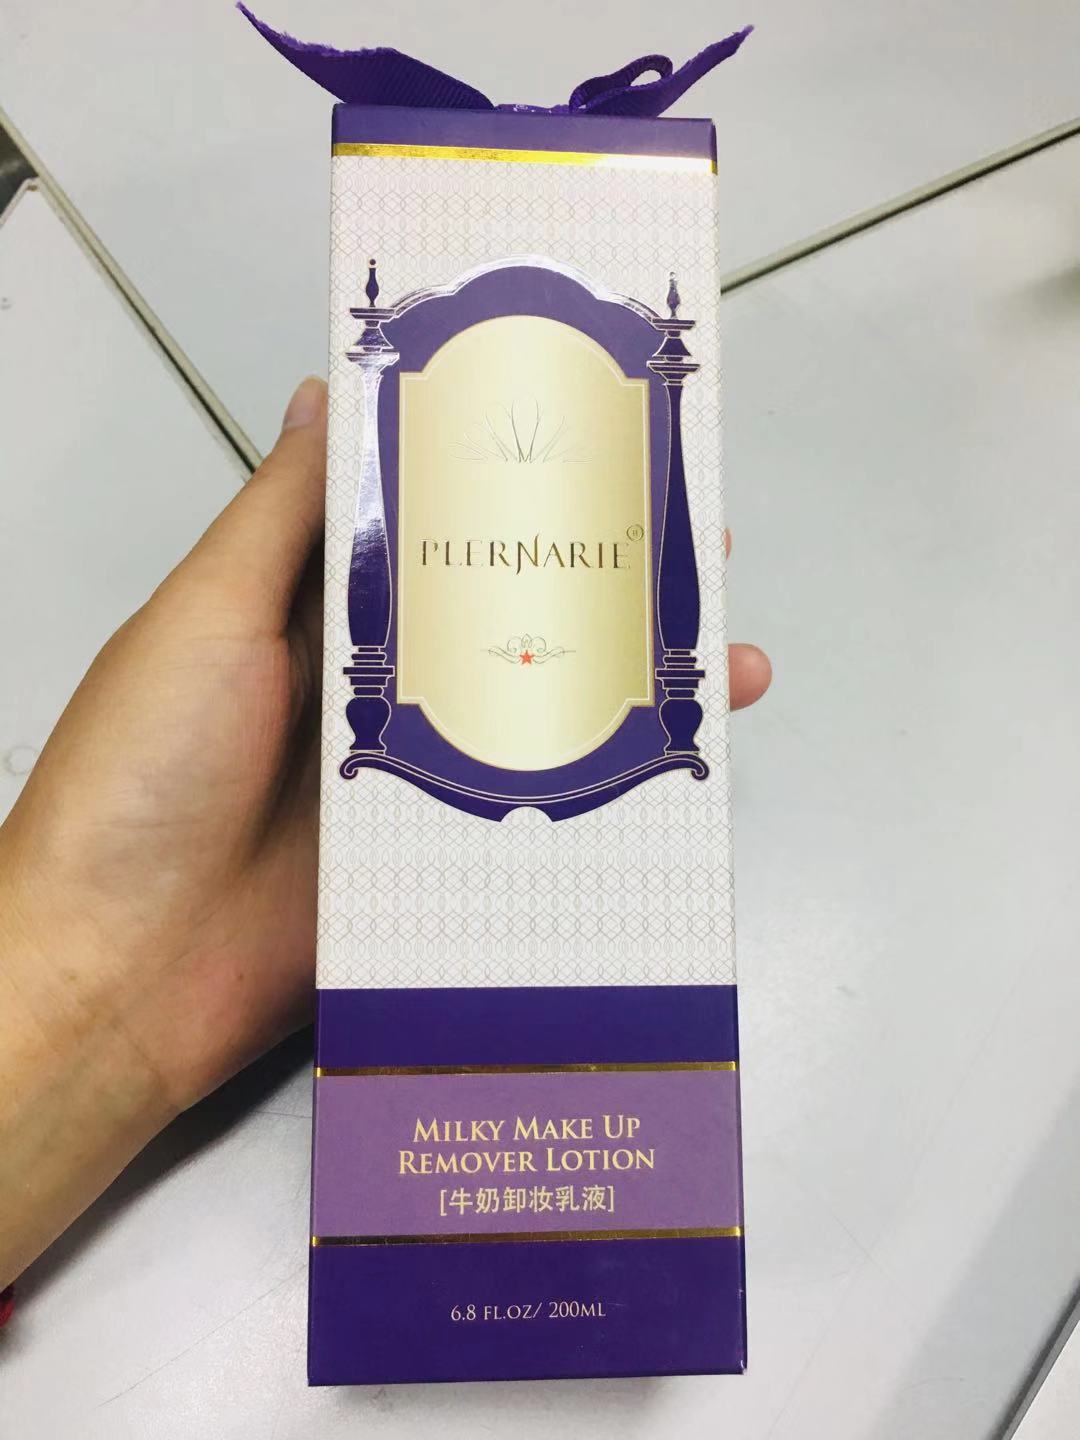 PLERNARIE®
MILKY MAKE UP
REMOVER LOTION
[牛奶卸妆乳液]
6.8 FL.OZ/ 200ML